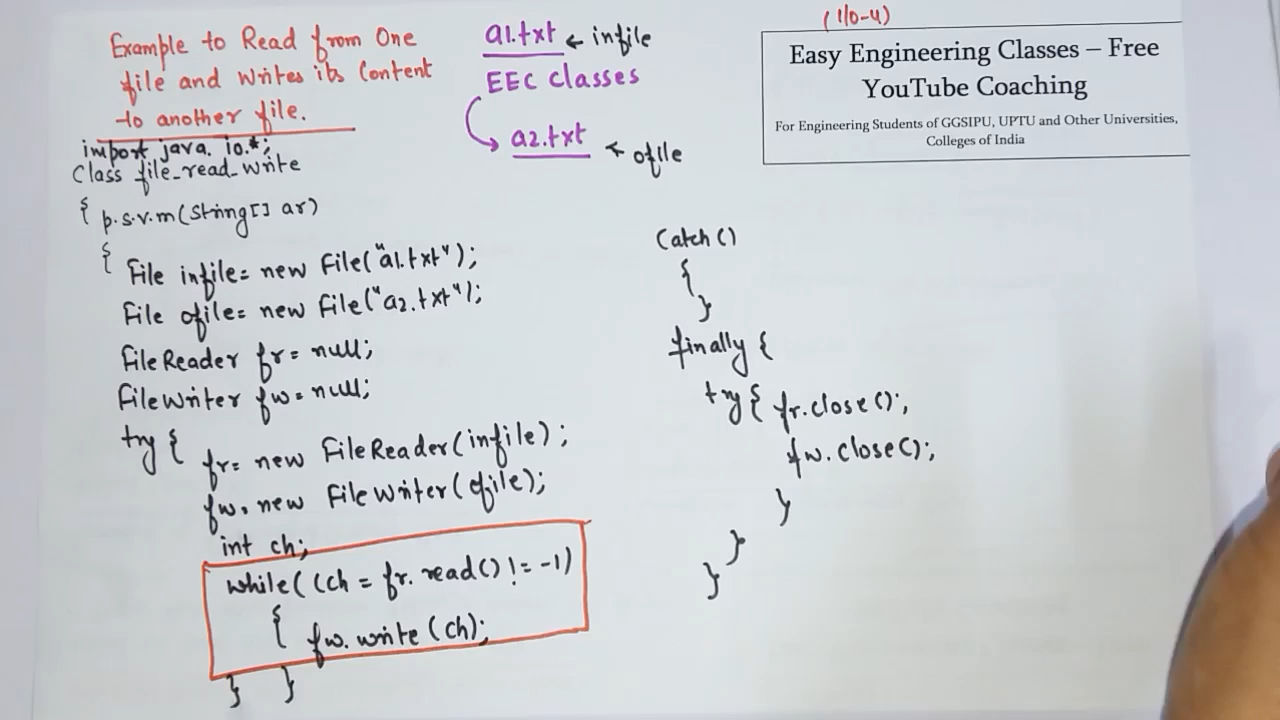 Example to Read from One
file and writes its Content
to another file.
a1.txt ← infile
EEC classes
a2.txt ← ofile
(I/O-4)
Easy Engineering Classes – Free
YouTube Coaching
For Engineering Students of GGSIPU, UPTU and Other Universities,
Colleges of India
import java.io.*;
Class file_read_write
{ p.s.v.m(String[] ar)
{ File infile= new File("a1.txt");
File ofile= new File("a2.txt");
FileReader fr= null;
FileWriter fw= null;
try {
fr= new FileReader(infile);
fw= new FileWriter(ofile);
int ch;
while( (ch = fr.read() != -1)
{ fw.write(ch);
} }
Catch()
{
}
finally {
try{ fr.close();
fw.close();
}
}
}